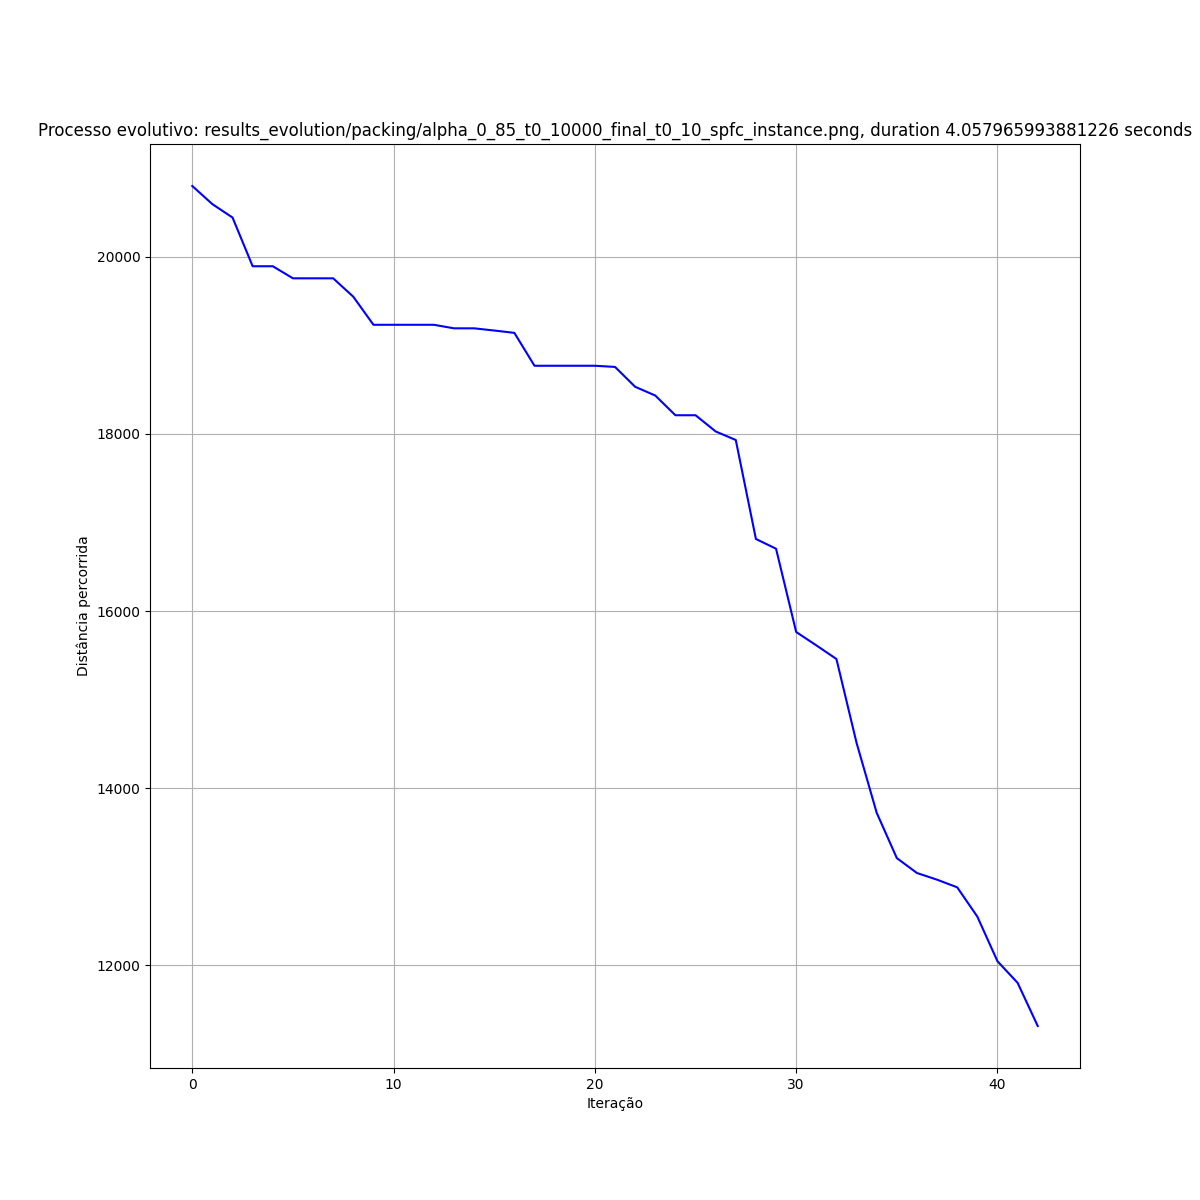 Processo evolutivo: results_evolution/packing/alpha_0_85_t0_10000_final_t0_10_spfc_instance.png, duration 4.057965993881226 seconds
20000
18000
16000
14000
12000
Distância percorrida
0 10 20 30 40
Iteração